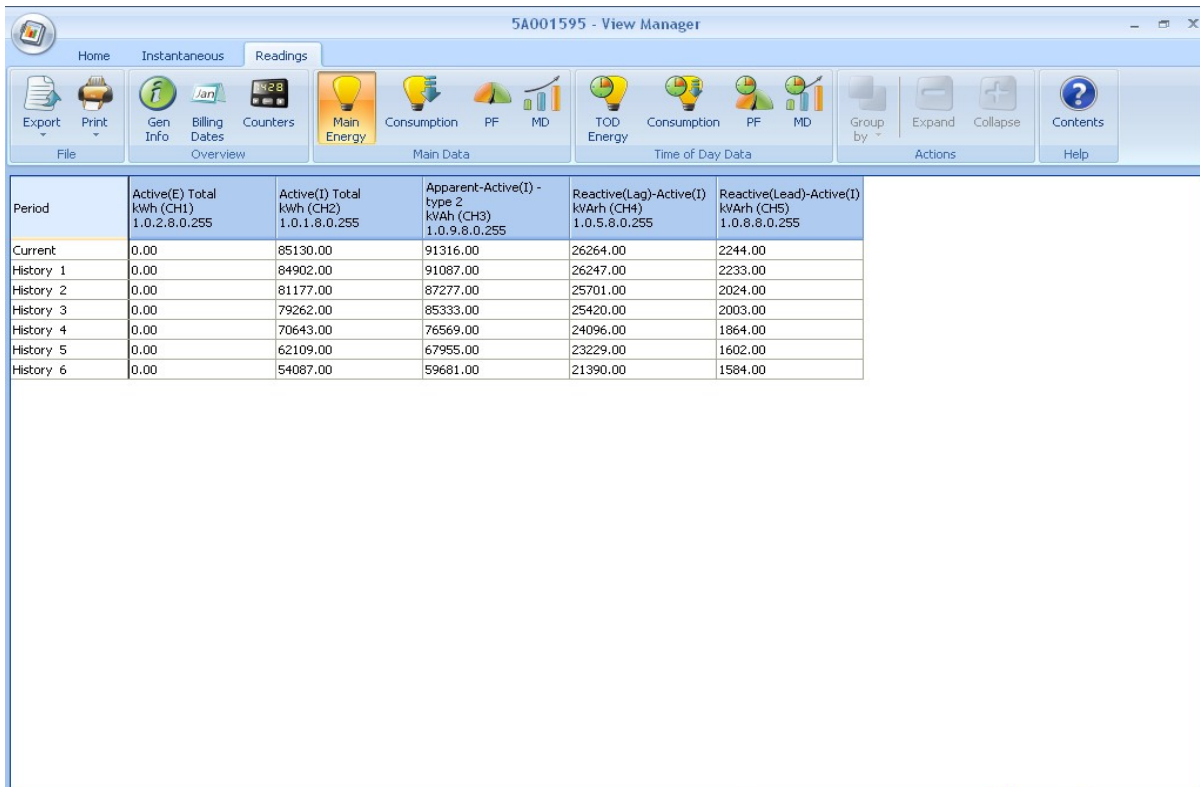 5A001595 - View Manager
Home Instantaneous Readings
Export Print Gen Info Billing Dates Counters Main Energy Consumption PF MD TOD Energy Consumption PF MD Group by Expand Collapse Contents
File Overview Main Data Time of Day Data Actions Help
Period Active(E) Total kWh (CH1) 1.0.2.8.0.255 Active(I) Total kWh (CH2) 1.0.1.8.0.255 Apparent-Active(I) - type 2 kVAh (CH3) 1.0.9.8.0.255 Reactive(Lag)-Active(I) kVArh (CH4) 1.0.5.8.0.255 Reactive(Lead)-Active(I) kVArh (CH5) 1.0.8.8.0.255
Current 0.00 85130.00 91316.00 26264.00 2244.00
History 1 0.00 84902.00 91087.00 26247.00 2233.00
History 2 0.00 81177.00 87277.00 25701.00 2024.00
History 3 0.00 79262.00 85333.00 25420.00 2003.00
History 4 0.00 70643.00 76569.00 24096.00 1864.00
History 5 0.00 62109.00 67955.00 23229.00 1602.00
History 6 0.00 54087.00 59681.00 21390.00 1584.00